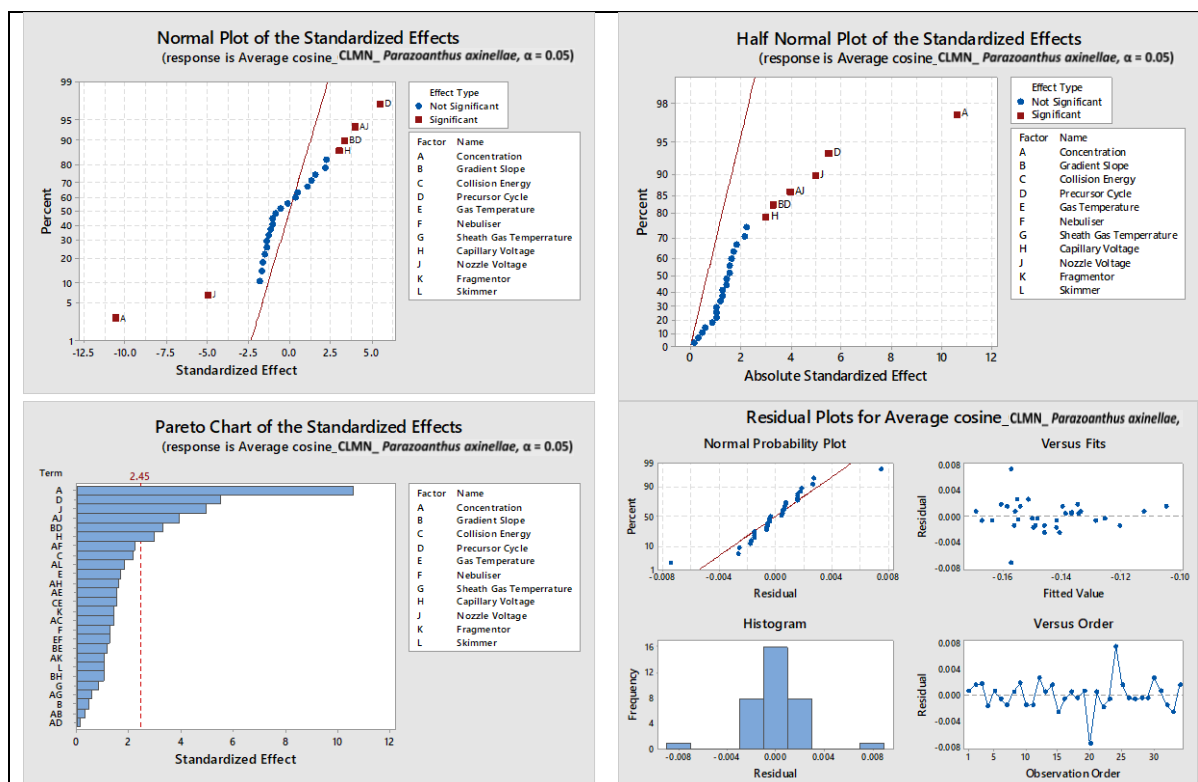 Normal Plot of the Standardized Effects
(response is Average cosine_CLMN_ Parazoanthus axinellae, α = 0.05)
99
95
90
80
70
60
50
40
30
20
10
5
1
Percent
D
AJ
BD
H
J
A
-12.5 -10.0 -7.5 -5.0 -2.5 0.0 2.5 5.0
Standardized Effect
Effect Type
Not Significant
Significant
Factor Name
A Concentration
B Gradient Slope
C Collision Energy
D Precursor Cycle
E Gas Temperature
F Nebuliser
G Sheath Gas Temperrature
H Capillary Voltage
J Nozzle Voltage
K Fragmentor
L Skimmer
Half Normal Plot of the Standardized Effects
(response is Average cosine_CLMN_ Parazoanthus axinellae, α = 0.05)
98
95
90
85
80
70
60
50
40
30
20
10
0
Percent
A
D
J
AJ
BD
H
0 2 4 6 8 10 12
Absolute Standardized Effect
Effect Type
Not Significant
Significant
Factor Name
A Concentration
B Gradient Slope
C Collision Energy
D Precursor Cycle
E Gas Temperature
F Nebuliser
G Sheath Gas Temperrature
H Capillary Voltage
J Nozzle Voltage
K Fragmentor
L Skimmer
Pareto Chart of the Standardized Effects
(response is Average cosine_CLMN_ Parazoanthus axinellae, α = 0.05)
Term
2.45
A
D
J
AJ
BD
H
AF
C
AL
E
AH
AE
CE
K
AC
F
EF
BE
AK
L
BH
G
AG
B
AB
AD
0 2 4 6 8 10 12
Standardized Effect
Factor Name
A Concentration
B Gradient Slope
C Collision Energy
D Precursor Cycle
E Gas Temperature
F Nebuliser
G Sheath Gas Temperrature
H Capillary Voltage
J Nozzle Voltage
K Fragmentor
L Skimmer
Residual Plots for Average cosine_CLMN_ Parazoanthus axinellae,
Normal Probability Plot
99
90
50
10
1
Percent
-0.008 -0.004 0.000 0.004 0.008
Residual
Versus Fits
0.008
0.004
0.000
-0.004
-0.008
Residual
-0.16 -0.14 -0.12 -0.10
Fitted Value
Histogram
16
12
8
4
0
Frequency
-0.008 -0.004 0.000 0.004 0.008
Residual
Versus Order
0.008
0.004
0.000
-0.004
-0.008
Residual
1 5 10 15 20 25 30
Observation Order